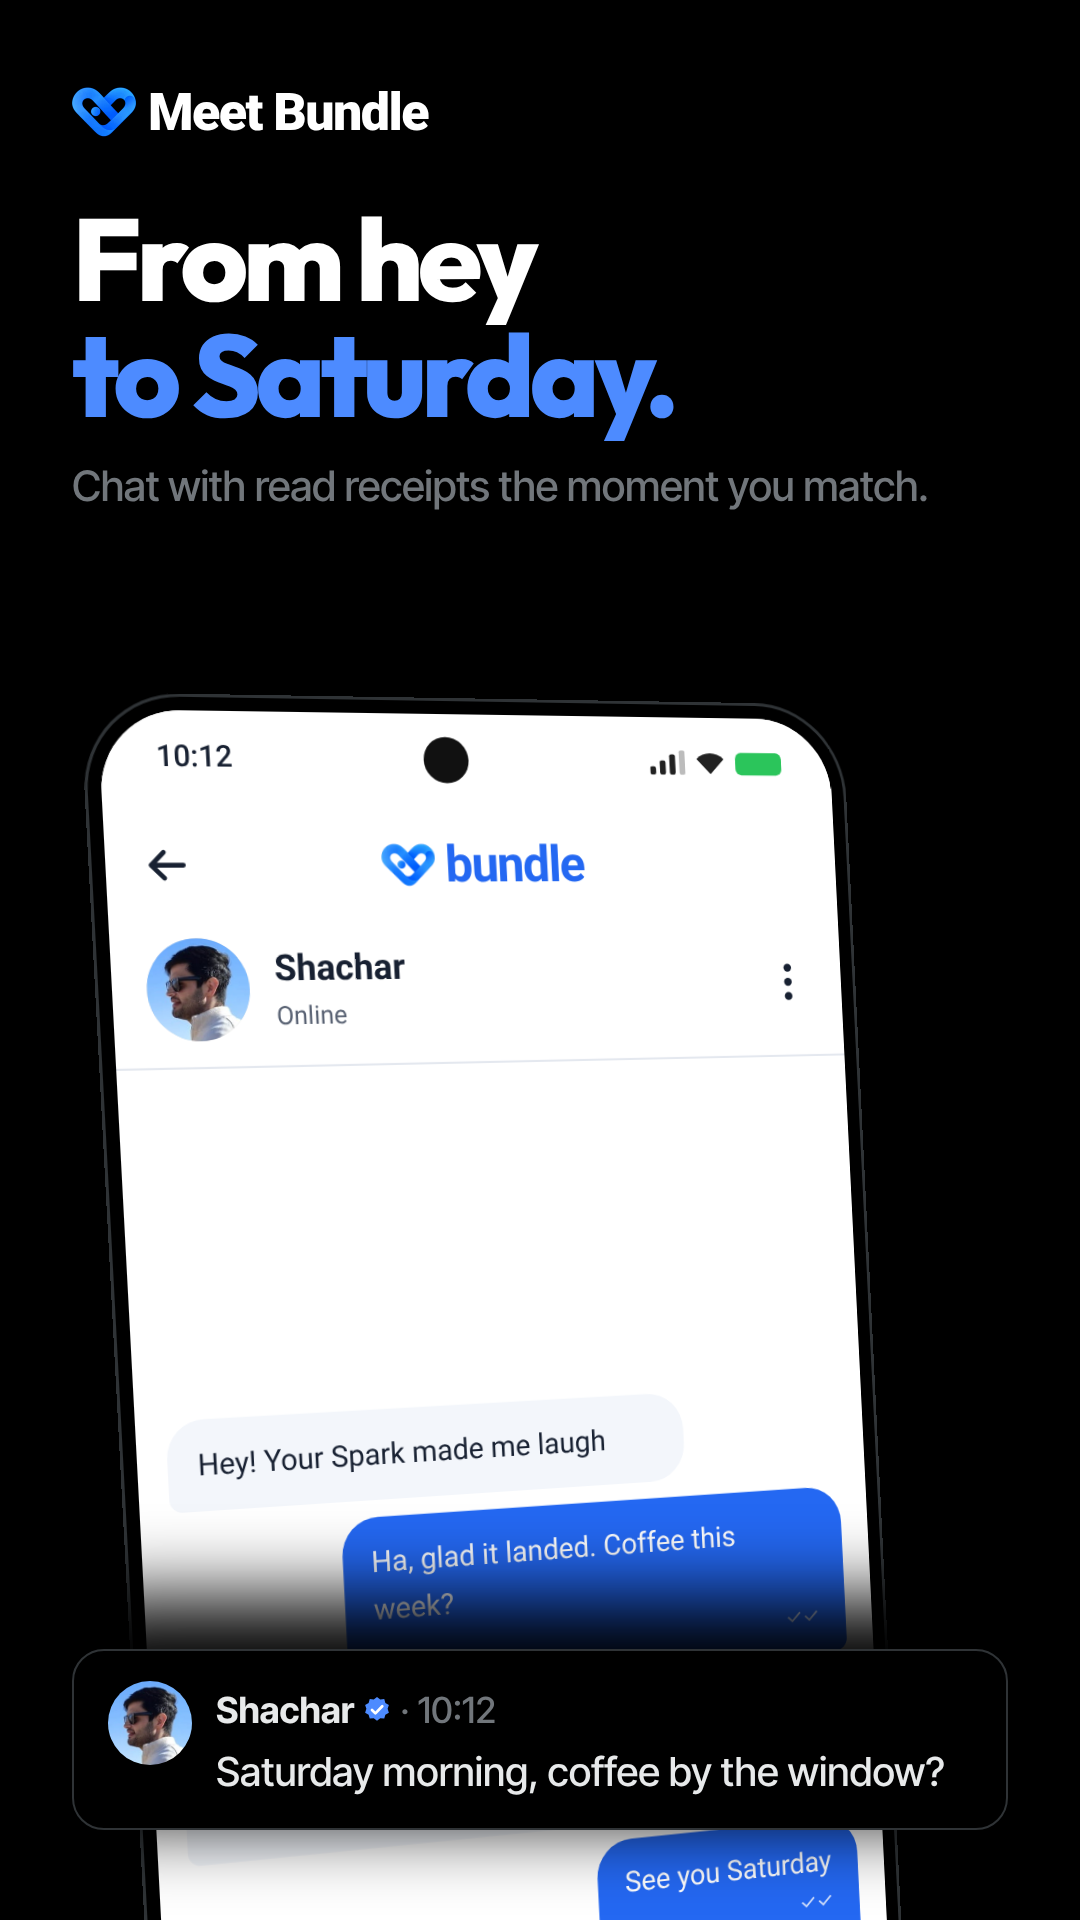 Meet Bundle
From hey
to Saturday.
Chat with read receipts the moment you match.
10:12
bundle
Shachar
Online
Hey! Your Spark made me laugh
Ha, glad it landed. Coffee this
week?
Shachar · 10:12
Saturday morning, coffee by the window?
See you Saturday